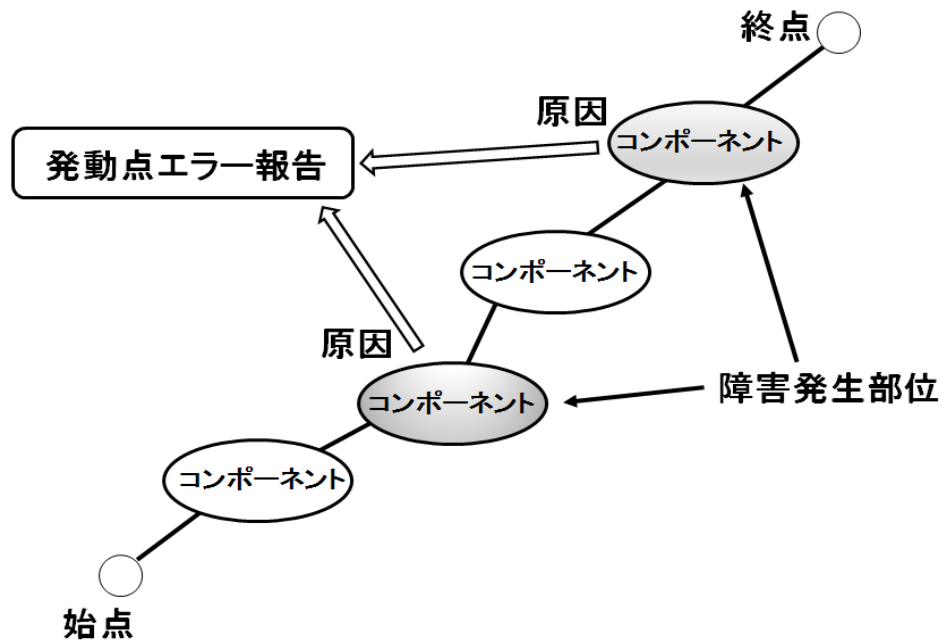 終点
原因
コンポーネント
発動点エラー報告
コンポーネント
原因
障害発生部位
コンポーネント
コンポーネント
始点